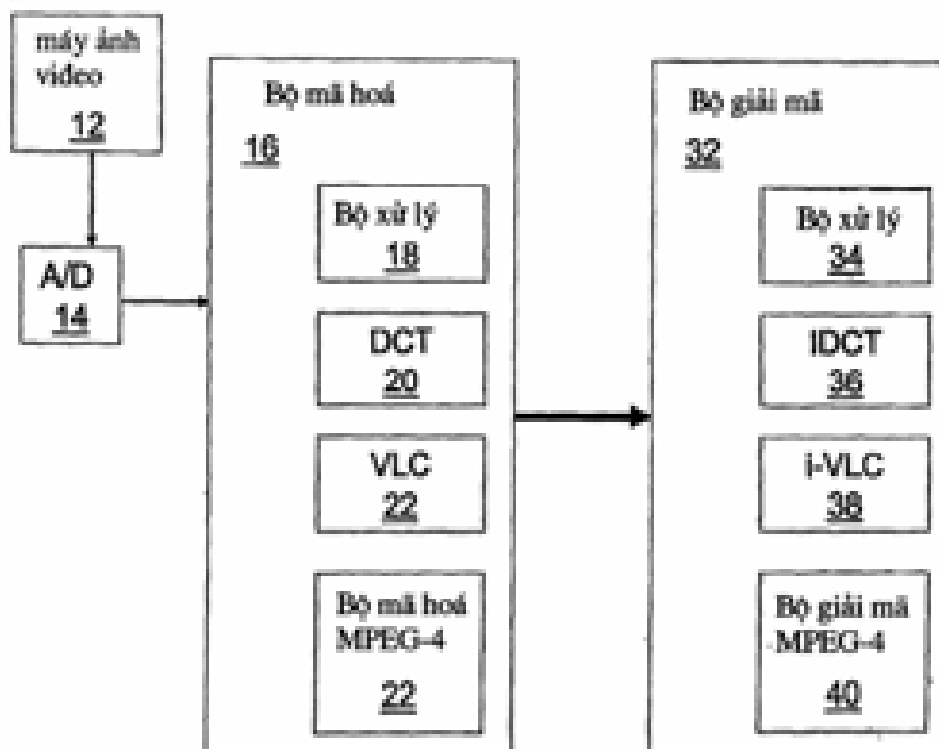 máy ảnh
video
12
A/D
14
Bộ mã hoá
16
Bộ xử lý
18
DCT
20
VLC
22
Bộ mã hoá
MPEG-4
22
Bộ giải mã
32
Bộ xử lý
34
IDCT
36
i-VLC
38
Bộ giải mã
MPEG-4
40